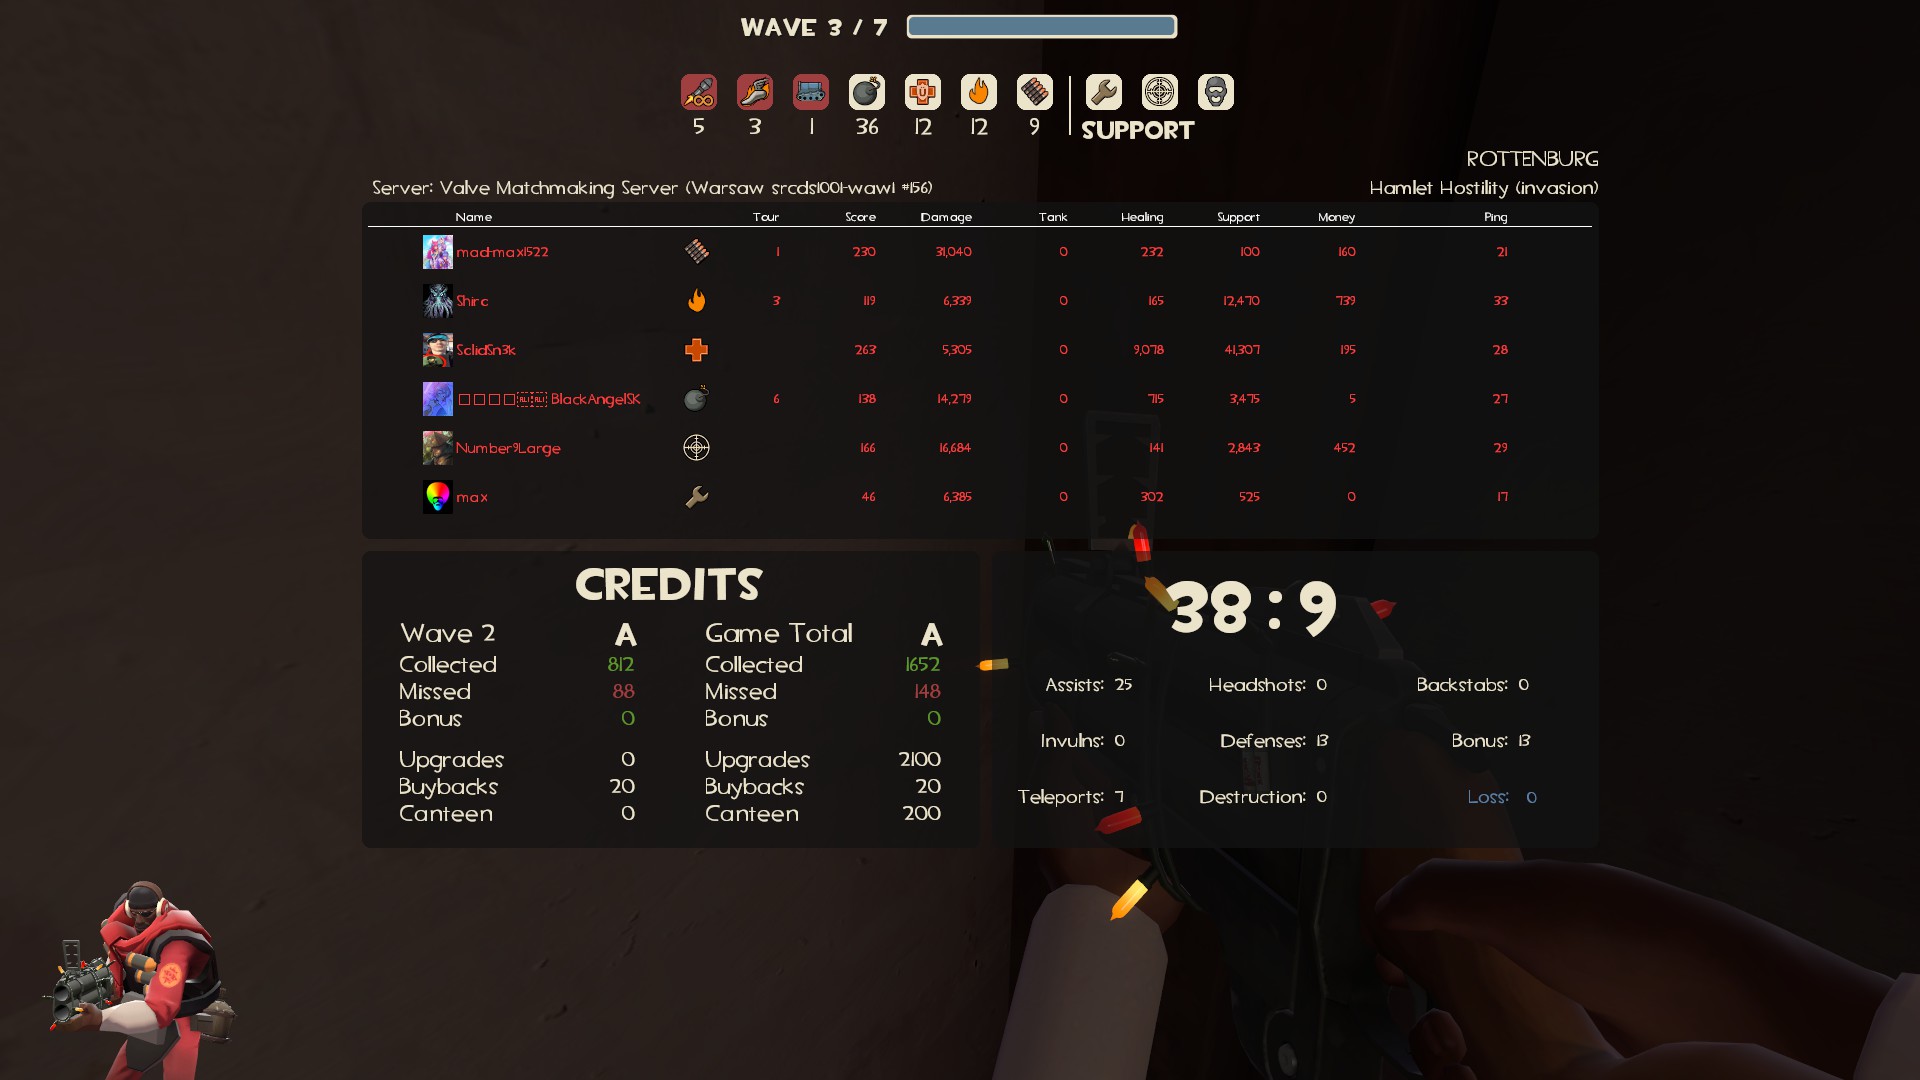 WAVE 3 / 7
5 3 1 36 12 12 9 SUPPORT
ROTTENBURG
Server: Valve Matchmaking Server (Warsaw srcds1001-waw1 #156) Hamlet Hostility (invasion)
Name Tour Score Damage Tank Healing Support Money Ping
mad-max1522 1 230 31,040 0 232 100 160 21
Shiro 3 119 6,339 0 165 12,470 739 33
SolidSn3k 263 5,305 0 9,078 41,307 195 28
BlackAngelSK 6 138 14,279 0 715 3,475 5 27
Number9Large 166 16,684 0 141 2,843 452 29
max 46 6,385 0 302 525 0 17
CREDITS
Wave 2 A Game Total A
Collected 812 Collected 1652
Missed 88 Missed 148
Bonus 0 Bonus 0
Upgrades 0 Upgrades 2100
Buybacks 20 Buybacks 20
Canteen 0 Canteen 200
38 : 9
Assists: 25 Headshots: 0 Backstabs: 0
Invulns: 0 Defenses: 13 Bonus: 13
Teleports: 7 Destruction: 0 Loss: 0